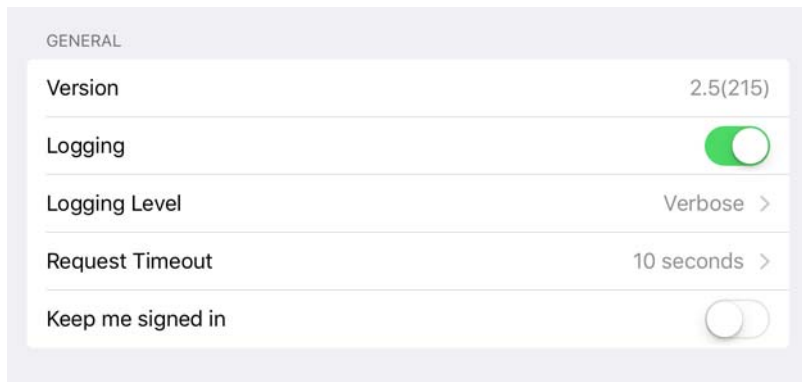 GENERAL
Version 2.5(215)
Logging
Logging Level Verbose
Request Timeout 10 seconds
Keep me signed in